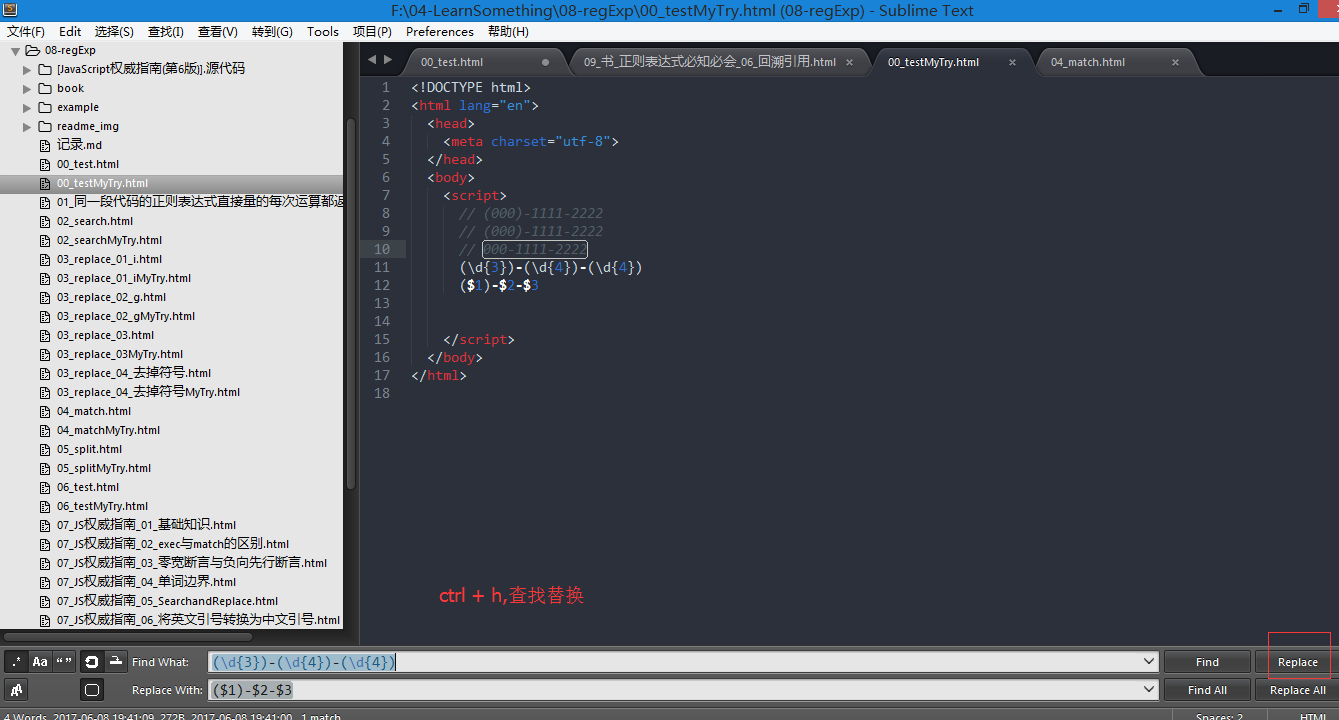 F:\04-LearnSomething\08-regExp\00_testMyTry.html (08-regExp) - Sublime Text
文件(F) Edit 选择(S) 查找(I) 查看(V) 转到(G) Tools 项目(P) Preferences 帮助(H)
08-regExp
[JavaScript权威指南(第6版)].源代码
book
example
readme_img
记录.md
00_test.html
00_testMyTry.html
01_同一段代码的正则表达式直接量的每次运算都返
02_search.html
02_searchMyTry.html
03_replace_01_i.html
03_replace_01_iMyTry.html
03_replace_02_g.html
03_replace_02_gMyTry.html
03_replace_03.html
03_replace_03MyTry.html
03_replace_04_去掉符号.html
03_replace_04_去掉符号MyTry.html
04_match.html
04_matchMyTry.html
05_split.html
05_splitMyTry.html
06_test.html
06_testMyTry.html
07_JS权威指南_01_基础知识.html
07_JS权威指南_02_exec与match的区别.html
07_JS权威指南_03_零宽断言与负向先行断言.html
07_JS权威指南_04_单词边界.html
07_JS权威指南_05_SearchandReplace.html
07_JS权威指南_06_将英文引号转换为中文引号.html
00_test.html 09_书_正则表达式必知必会_06_回溯引用.html 00_testMyTry.html 04_match.html
1 <!DOCTYPE html>
2 <html lang="en">
3 <head>
4 <meta charset="utf-8">
5 </head>
6 <body>
7 <script>
8 // (000)-1111-2222
9 // (000)-1111-2222
10 // 000-1111-2222
11 (\d{3})-(\d{4})-(\d{4})
12 ($1)-$2-$3
13
14
15 </script>
16 </body>
17 </html>
18
ctrl + h,查找替换
.* Aa “ ” Find What: (\d{3})-(\d{4})-(\d{4}) Find Replace
Replace With: ($1)-$2-$3 Find All Replace All
4 Words, 2017-06-08 19:41:09, 272B, 2017-06-08 19:41:00, 1 match Spaces: 2 HTML